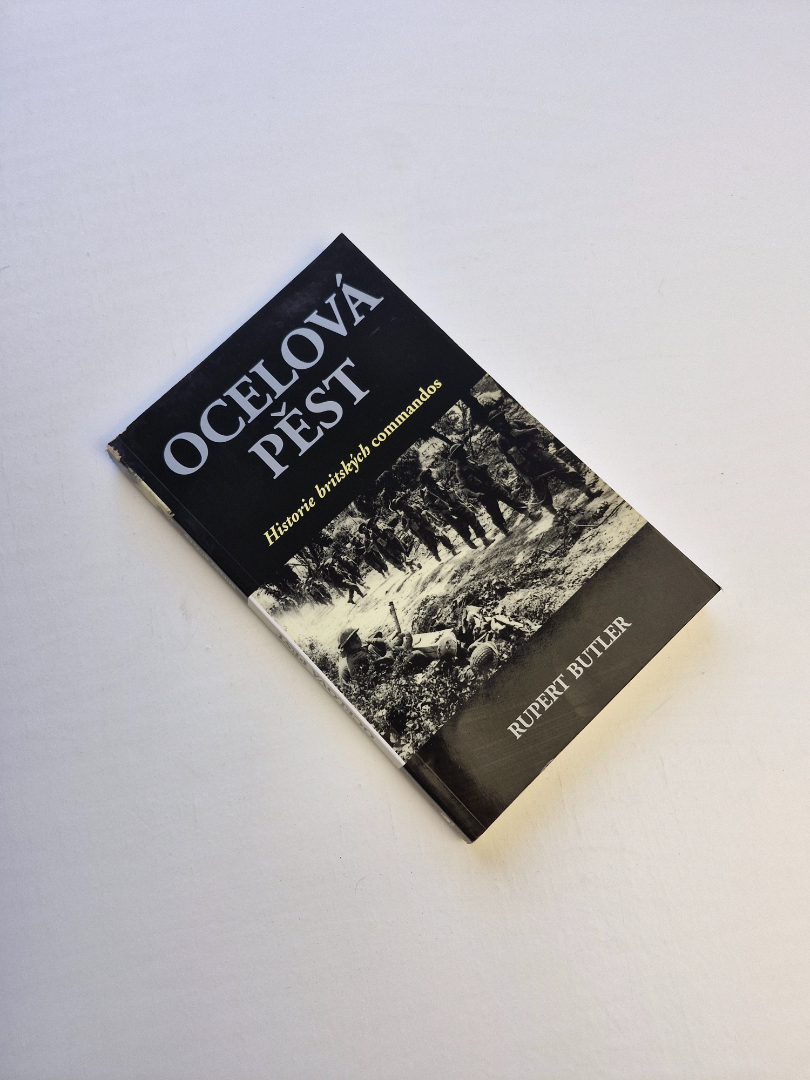 OCELOVÁ
PĚST
Historie britských commandos
RUPERT BUTLER